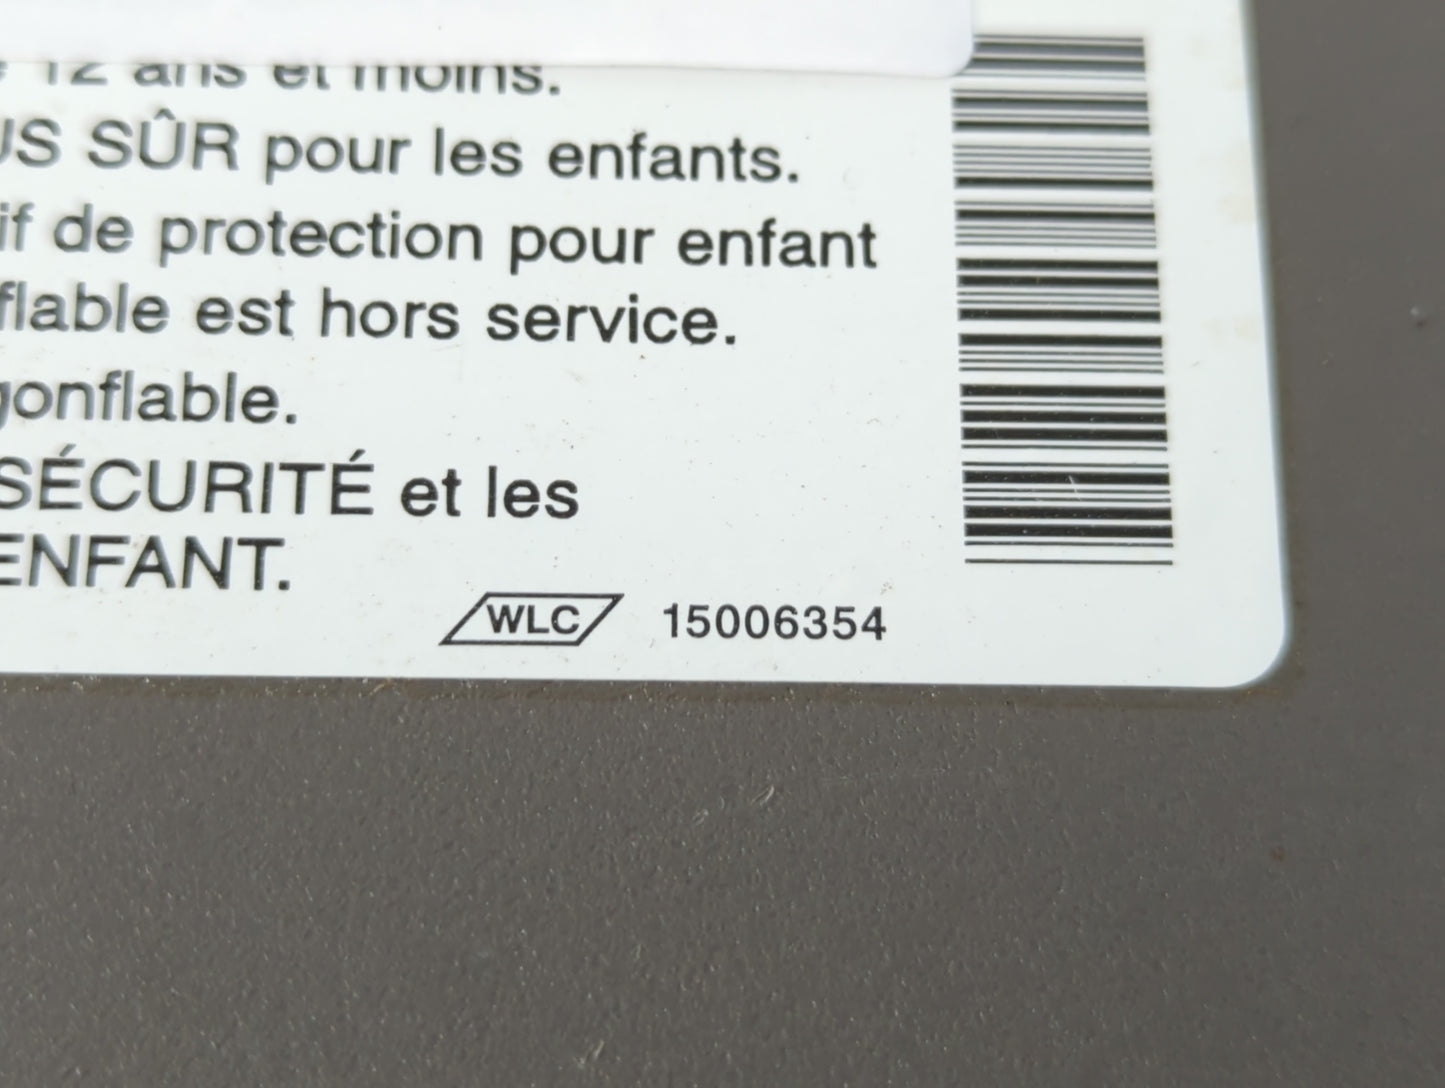 12 ans et moins.
US SÛR pour les enfants.
if de protection pour enfant
flable est hors service.
gonflable.
SÉCURITÉ et les
ENFANT.
WLC 15006354